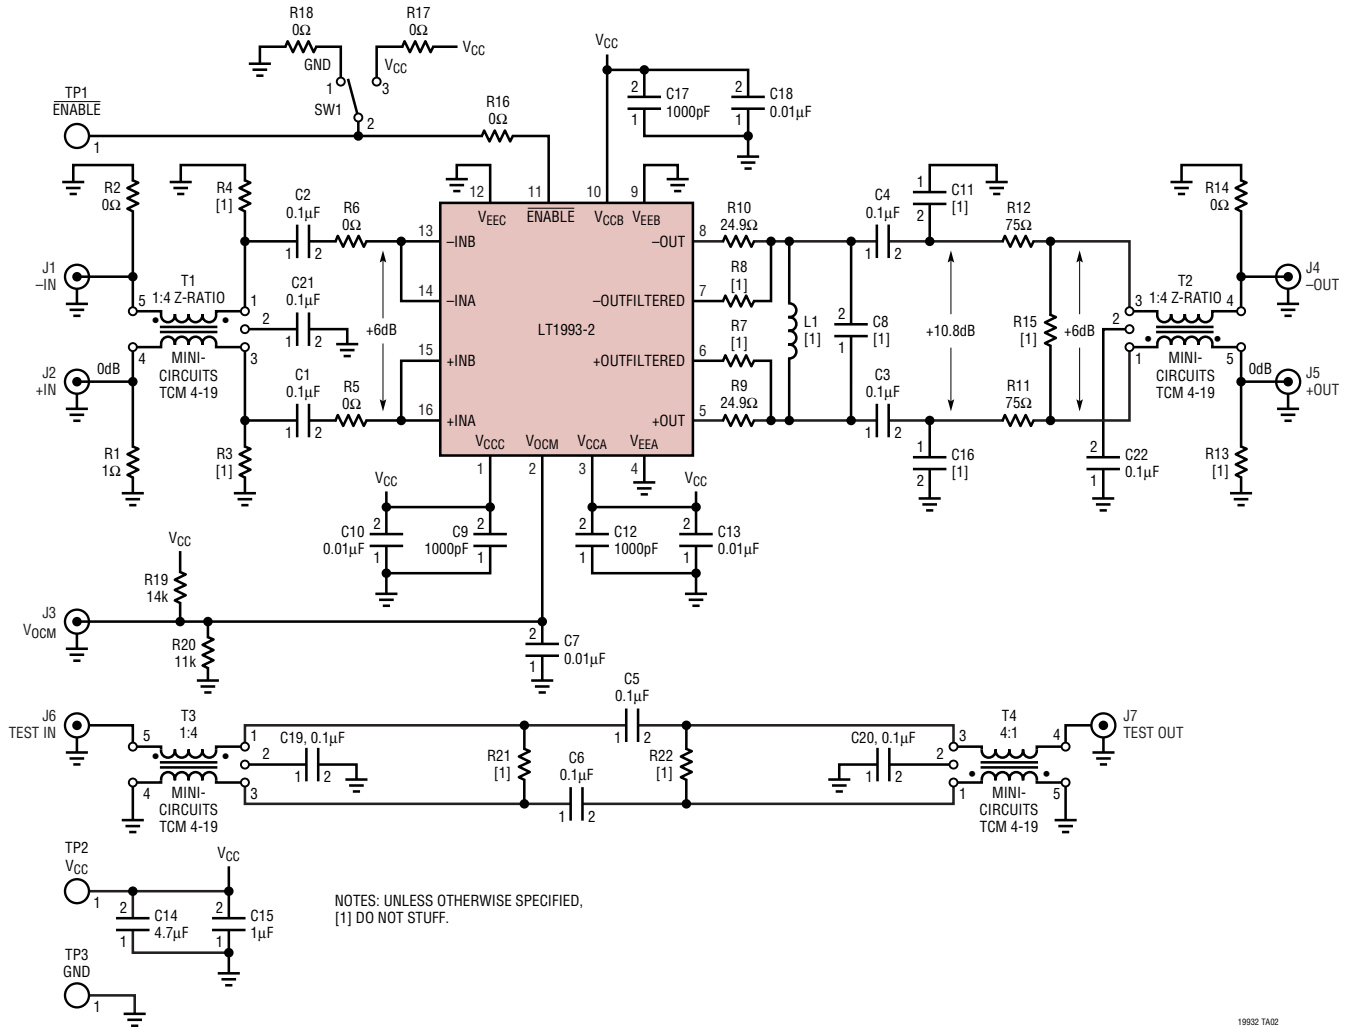 R18
0Ω
R17
0Ω
VCC
GND
VCC
1
3
SW1
2
TP1
ENABLE
1
R16
0Ω
VCC
2
C17
1000pF
1
2
C18
0.01µF
1
R2
0Ω
R4
[1]
C2
0.1µF
1
2
R6
0Ω
12
11
10
9
VEEC
ENABLE
VCCB
VEEB
13
–INB
14
–INA
15
+INB
16
+INA
LT1993-2
–OUT
8
–OUTFILTERED
7
+OUTFILTERED
6
+OUT
5
VCCC
VOCM
VCCA
VEEA
1
2
3
4
J1
–IN
J2
+IN
0dB
T1
1:4 Z-RATIO
5
1
2
4
3
MINI-
CIRCUITS
TCM 4-19
C21
0.1µF
1
2
+6dB
C1
0.1µF
1
2
R5
0Ω
R1
1Ω
R3
[1]
R10
24.9Ω
R8
[1]
R7
[1]
R9
24.9Ω
L1
[1]
2
C8
[1]
1
C4
0.1µF
1
2
C3
0.1µF
1
2
1
C11
[1]
2
+10.8dB
1
C16
[1]
2
R12
75Ω
R15
[1]
R11
75Ω
+6dB
R14
0Ω
T2
1:4 Z-RATIO
3
4
2
1
5
MINI-
CIRCUITS
TCM 4-19
J4
–OUT
0dB
J5
+OUT
2
C22
0.1µF
1
R13
[1]
VCC
C10
0.01µF
2
1
C9
1000pF
2
1
VCC
2
C12
1000pF
1
2
C13
0.01µF
1
VCC
R19
14k
J3
VOCM
R20
11k
2
C7
0.01µF
1
J6
TEST IN
T3
1:4
5
1
2
4
3
MINI-
CIRCUITS
TCM 4-19
C19, 0.1µF
1
2
R21
[1]
C5
0.1µF
1
2
C6
0.1µF
1
2
R22
[1]
C20, 0.1µF
1
2
T4
4:1
3
4
2
1
5
MINI-
CIRCUITS
TCM 4-19
J7
TEST OUT
TP2
VCC
1
VCC
2
C14
4.7µF
1
2
C15
1µF
1
NOTES: UNLESS OTHERWISE SPECIFIED,
[1] DO NOT STUFF.
TP3
GND
1
19932 TA02